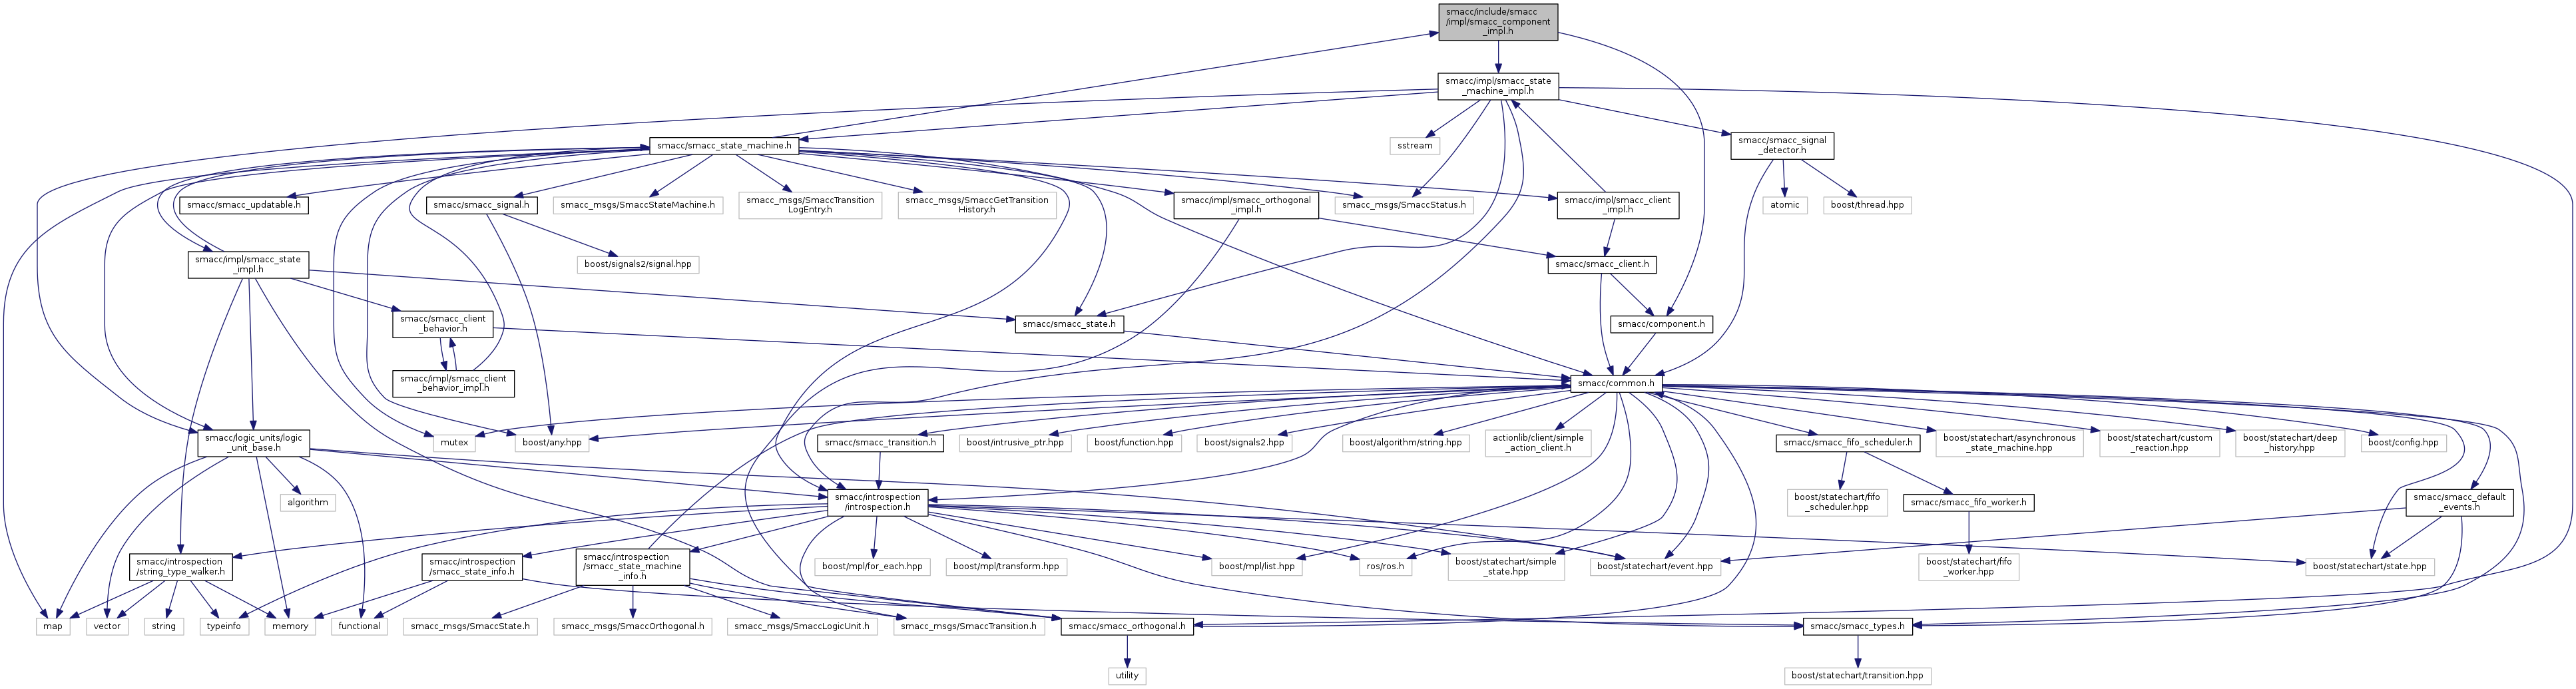 smacc/include/smacc
/impl/smacc_component
_impl.h
smacc/impl/smacc_state
_machine_impl.h
smacc/smacc_state_machine.h
sstream
smacc/smacc_signal
_detector.h
smacc/smacc_updatable.h
smacc/smacc_signal.h
smacc_msgs/SmaccStateMachine.h
smacc_msgs/SmaccTransition
LogEntry.h
smacc_msgs/SmaccGetTransition
History.h
smacc/impl/smacc_orthogonal
_impl.h
smacc_msgs/SmaccStatus.h
smacc/impl/smacc_client
_impl.h
atomic
boost/thread.hpp
smacc/impl/smacc_state
_impl.h
boost/signals2/signal.hpp
smacc/smacc_client.h
smacc/smacc_client
_behavior.h
smacc/smacc_state.h
smacc/component.h
smacc/impl/smacc_client
_behavior_impl.h
smacc/common.h
smacc/logic_units/logic
_unit_base.h
mutex
boost/any.hpp
smacc/smacc_transition.h
boost/intrusive_ptr.hpp
boost/function.hpp
boost/signals2.hpp
boost/algorithm/string.hpp
actionlib/client/simple
_action_client.h
smacc/smacc_fifo_scheduler.h
boost/statechart/asynchronous
_state_machine.hpp
boost/statechart/custom
_reaction.hpp
boost/statechart/deep
_history.hpp
boost/config.hpp
algorithm
smacc/introspection
/introspection.h
boost/statechart/fifo
_scheduler.hpp
smacc/smacc_fifo_worker.h
smacc/smacc_default
_events.h
smacc/introspection
/string_type_walker.h
smacc/introspection
/smacc_state_info.h
smacc/introspection
/smacc_state_machine
_info.h
boost/mpl/for_each.hpp
boost/mpl/transform.hpp
boost/mpl/list.hpp
ros/ros.h
boost/statechart/simple
_state.hpp
boost/statechart/event.hpp
boost/statechart/fifo
_worker.hpp
boost/statechart/state.hpp
map
vector
string
typeinfo
memory
functional
smacc_msgs/SmaccState.h
smacc_msgs/SmaccOrthogonal.h
smacc_msgs/SmaccLogicUnit.h
smacc_msgs/SmaccTransition.h
smacc/smacc_orthogonal.h
smacc/smacc_types.h
utility
boost/statechart/transition.hpp